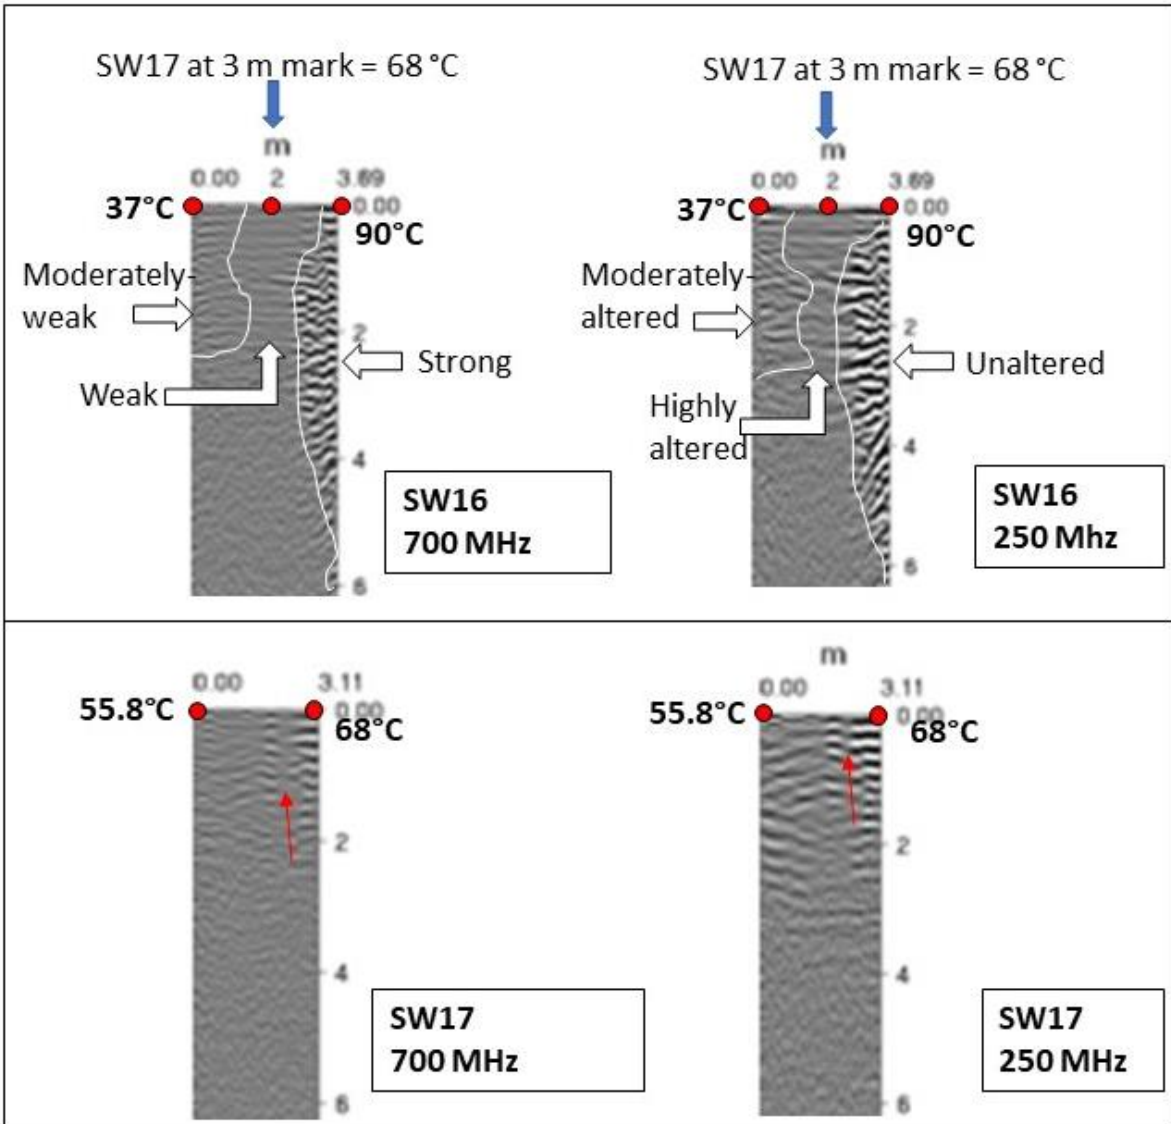 SW17 at 3 m mark = 68 °C
m
0.00 2 3.69
37°C 0.00
90°C
Moderately
weak
2
Strong
Weak
4
SW16
700 MHz
6
SW17 at 3 m mark = 68 °C
m
0.00 2 3.69
37°C 0.00
90°C
Moderately
altered
2
Unaltered
Highly
altered
4
SW16
250 Mhz
6
0.00 3.11
55.8°C 0.00
68°C
2
4
SW17
700 MHz
6
m
0.00 3.11
55.8°C 0.00
68°C
2
4
SW17
250 MHz
6